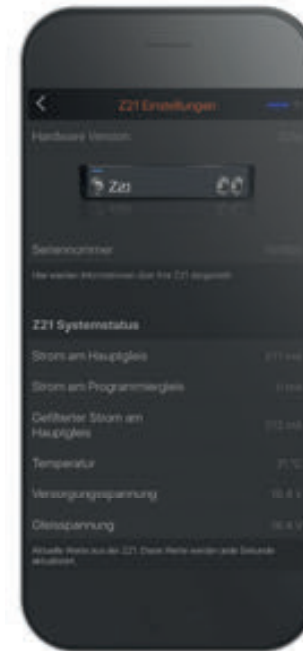 Z21 Einstellungen
Hardware Version
Z21
Seriennummer
Hier werden Informationen über Ihre Z21 dargestellt
Z21 Systemstatus
Strom am Hauptgleis
Strom am Programmiergleis
Gefilterter Strom am
Hauptgleis
Temperatur
Versorgungsspannung
Gleisspannung
Aktuelle Werte aus der Z21. Diese Werte werden jede Sekunde
aktualisiert.